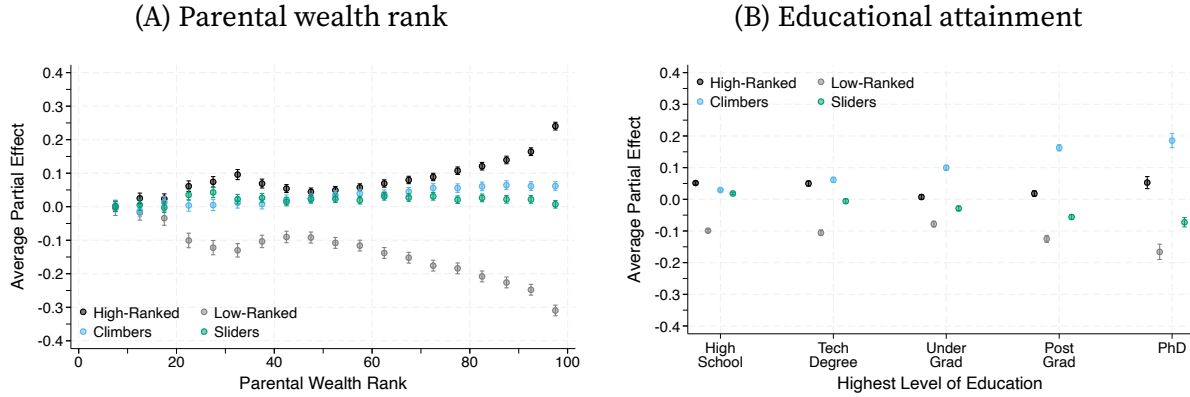 (A) Parental wealth rank
Average Partial Effect
0.4
0.3
0.2
0.1
0.0
-0.1
-0.2
-0.3
-0.4
High-Ranked Low-Ranked
Climbers Sliders
0 20 40 60 80 100
Parental Wealth Rank
(B) Educational attainment
Average Partial Effect
0.4
0.3
0.2
0.1
0.0
-0.1
-0.2
-0.3
-0.4
High-Ranked Low-Ranked
Climbers Sliders
High School Tech Degree Under Grad Post Grad PhD
Highest Level of Education